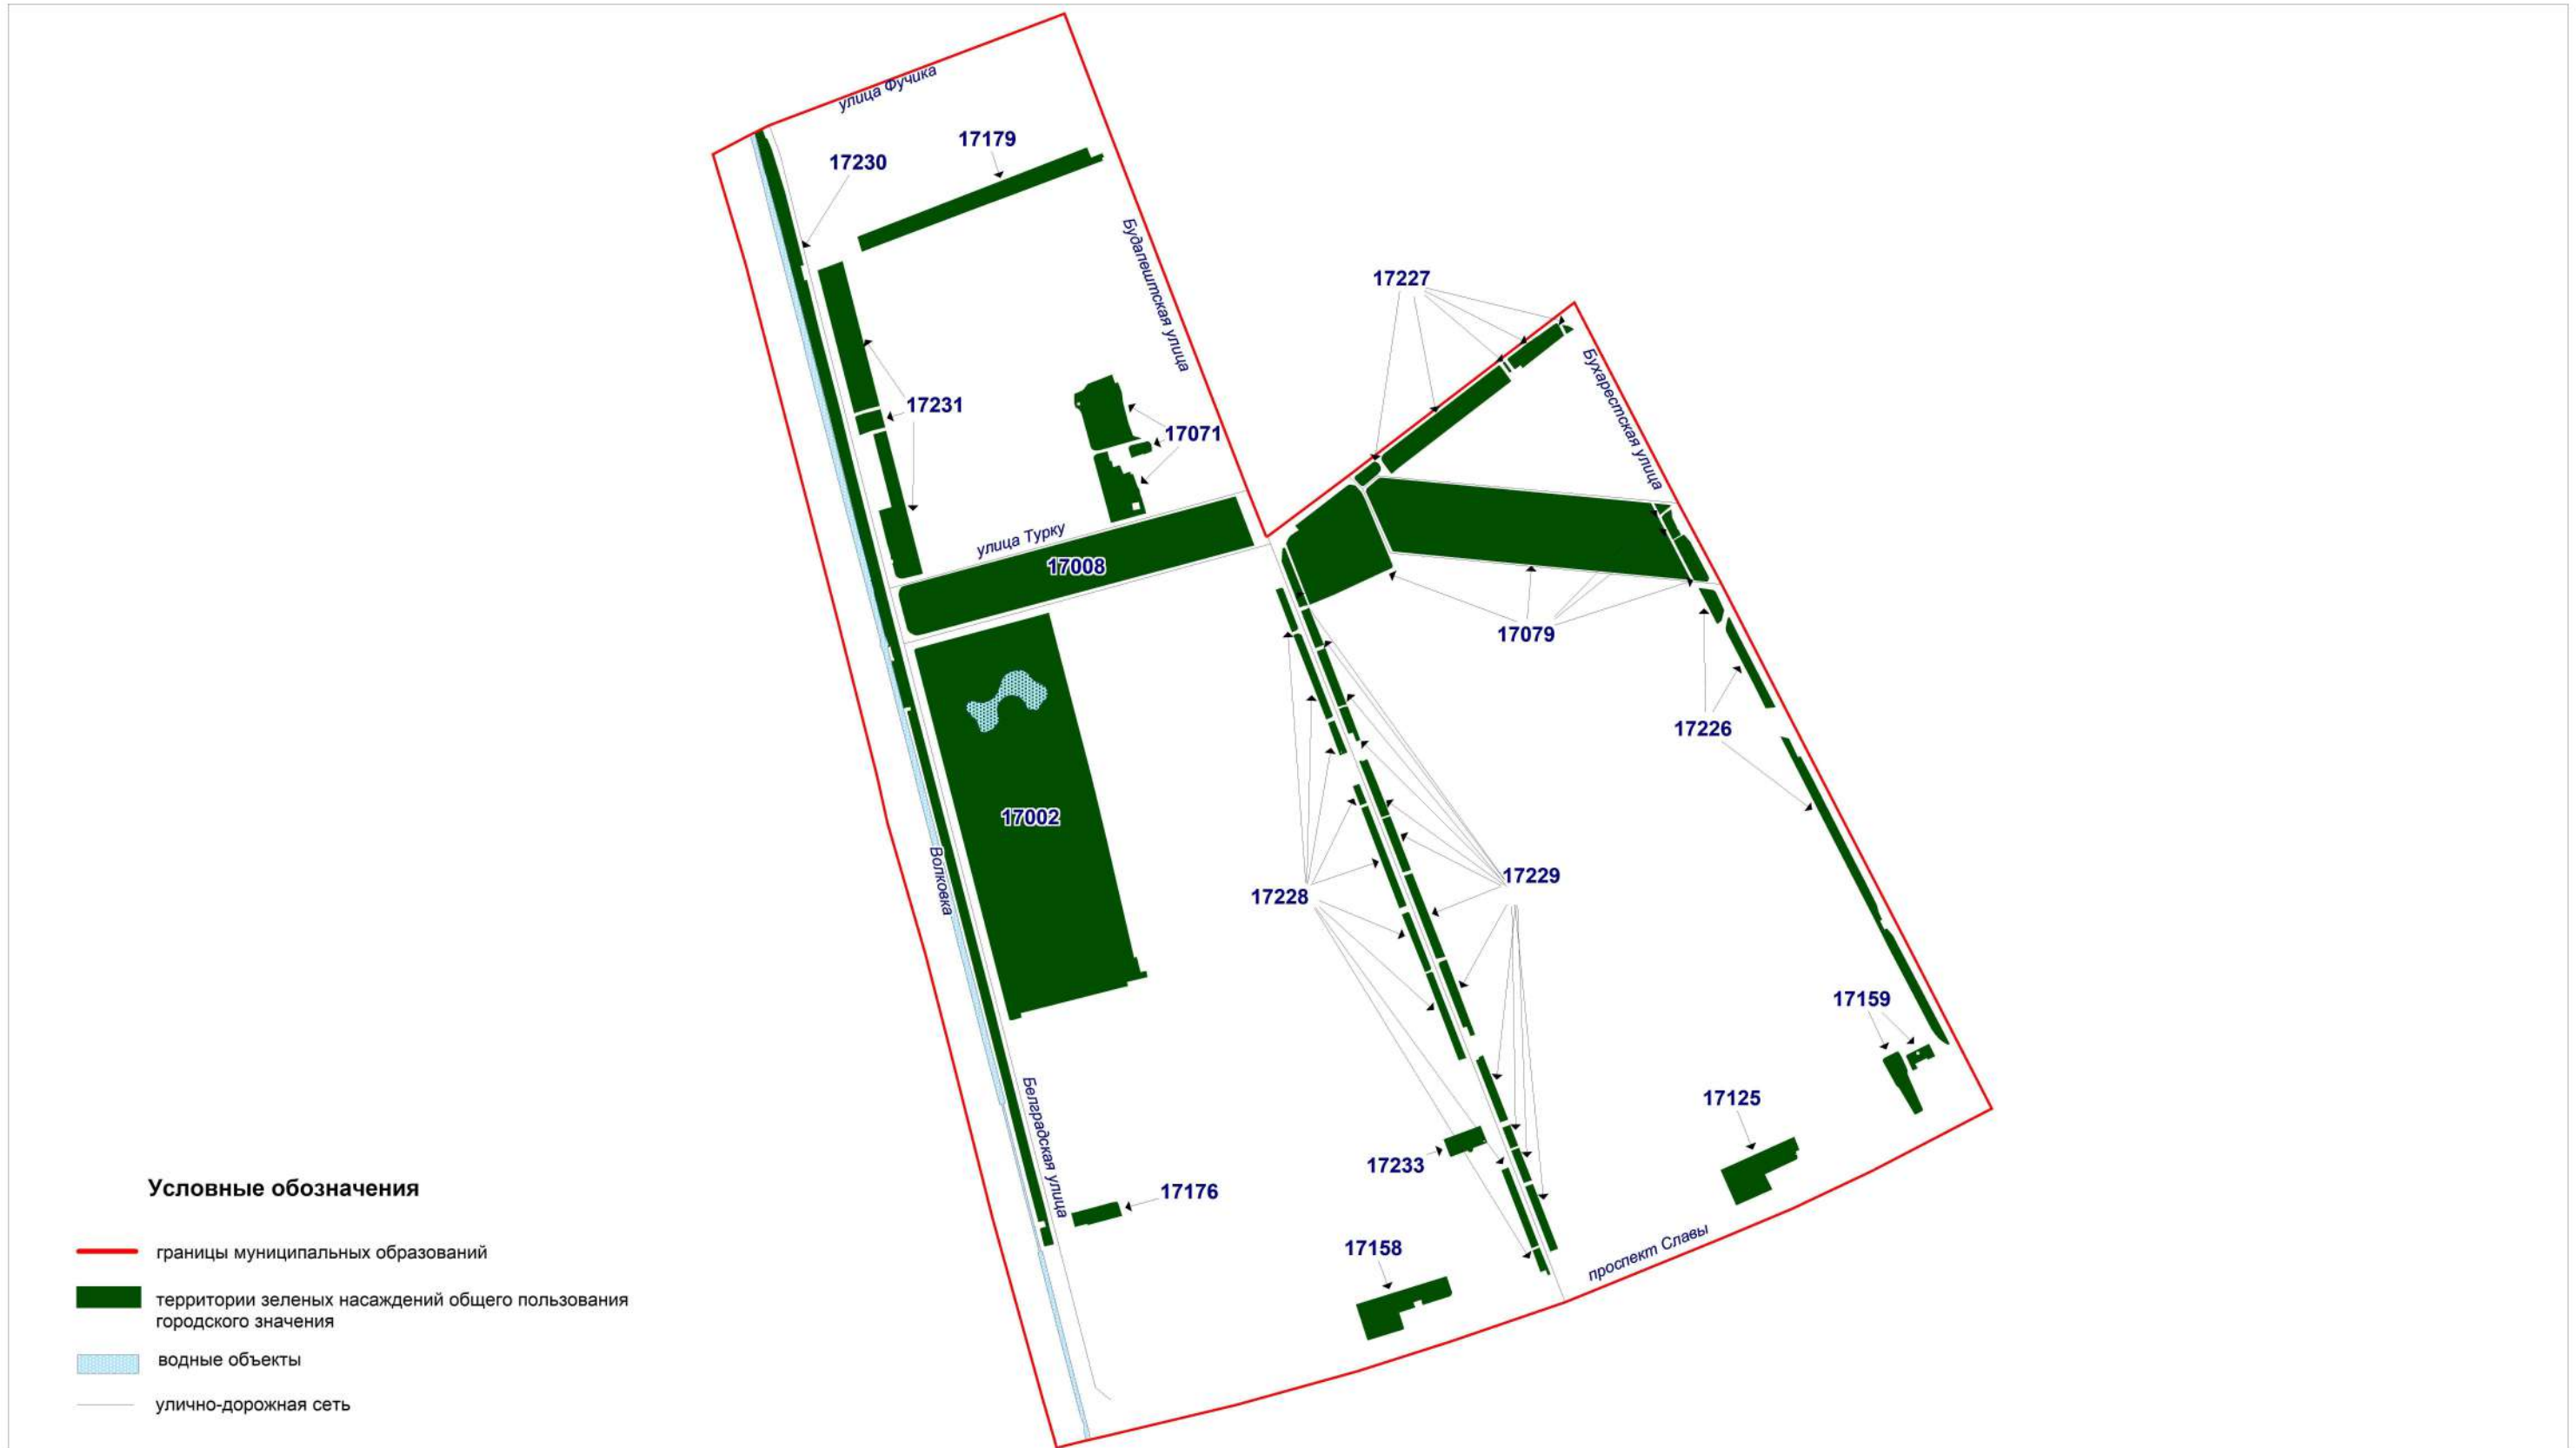 улица Фучика
17179
17230
Будапештская улица
17227
Бухарестская улица
17231
17071
улица Турку
17008
17079
17226
17002
Волковка
17228
17229
17159
Белградская улица
17125
17233
17176
17158
проспект Славы
Условные обозначения
границы муниципальных образований
территории зеленых насаждений общего пользования
городского значения
водные объекты
улично-дорожная сеть